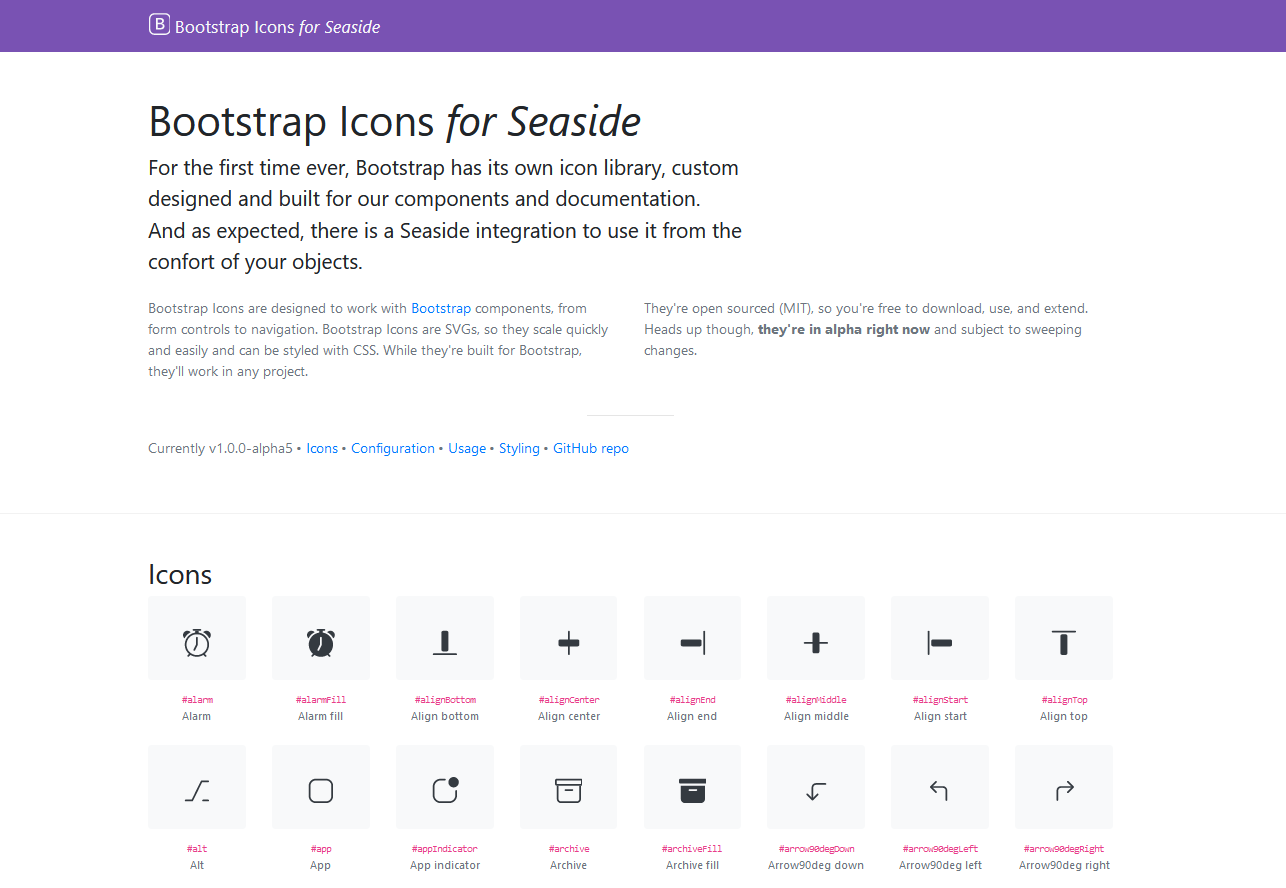 B Bootstrap Icons for Seaside
Bootstrap Icons for Seaside
For the first time ever, Bootstrap has its own icon library, custom
designed and built for our components and documentation.
And as expected, there is a Seaside integration to use it from the
confort of your objects.
Bootstrap Icons are designed to work with Bootstrap components, from
form controls to navigation. Bootstrap Icons are SVGs, so they scale quickly
and easily and can be styled with CSS. While they're built for Bootstrap,
they'll work in any project.
They're open sourced (MIT), so you're free to download, use, and extend.
Heads up though, they're in alpha right now and subject to sweeping
changes.
Currently v1.0.0-alpha5 • Icons • Configuration • Usage • Styling • GitHub repo
Icons
#alarm #alarmFill #alignBottom #alignCenter #alignEnd #alignMiddle #alignStart #alignTop
Alarm Alarm fill Align bottom Align center Align end Align middle Align start Align top
#alt #app #appIndicator #archive #archiveFill #arrow90degDown #arrow90degLeft #arrow90degRight
Alt App App indicator Archive Archive fill Arrow90deg down Arrow90deg left Arrow90deg right